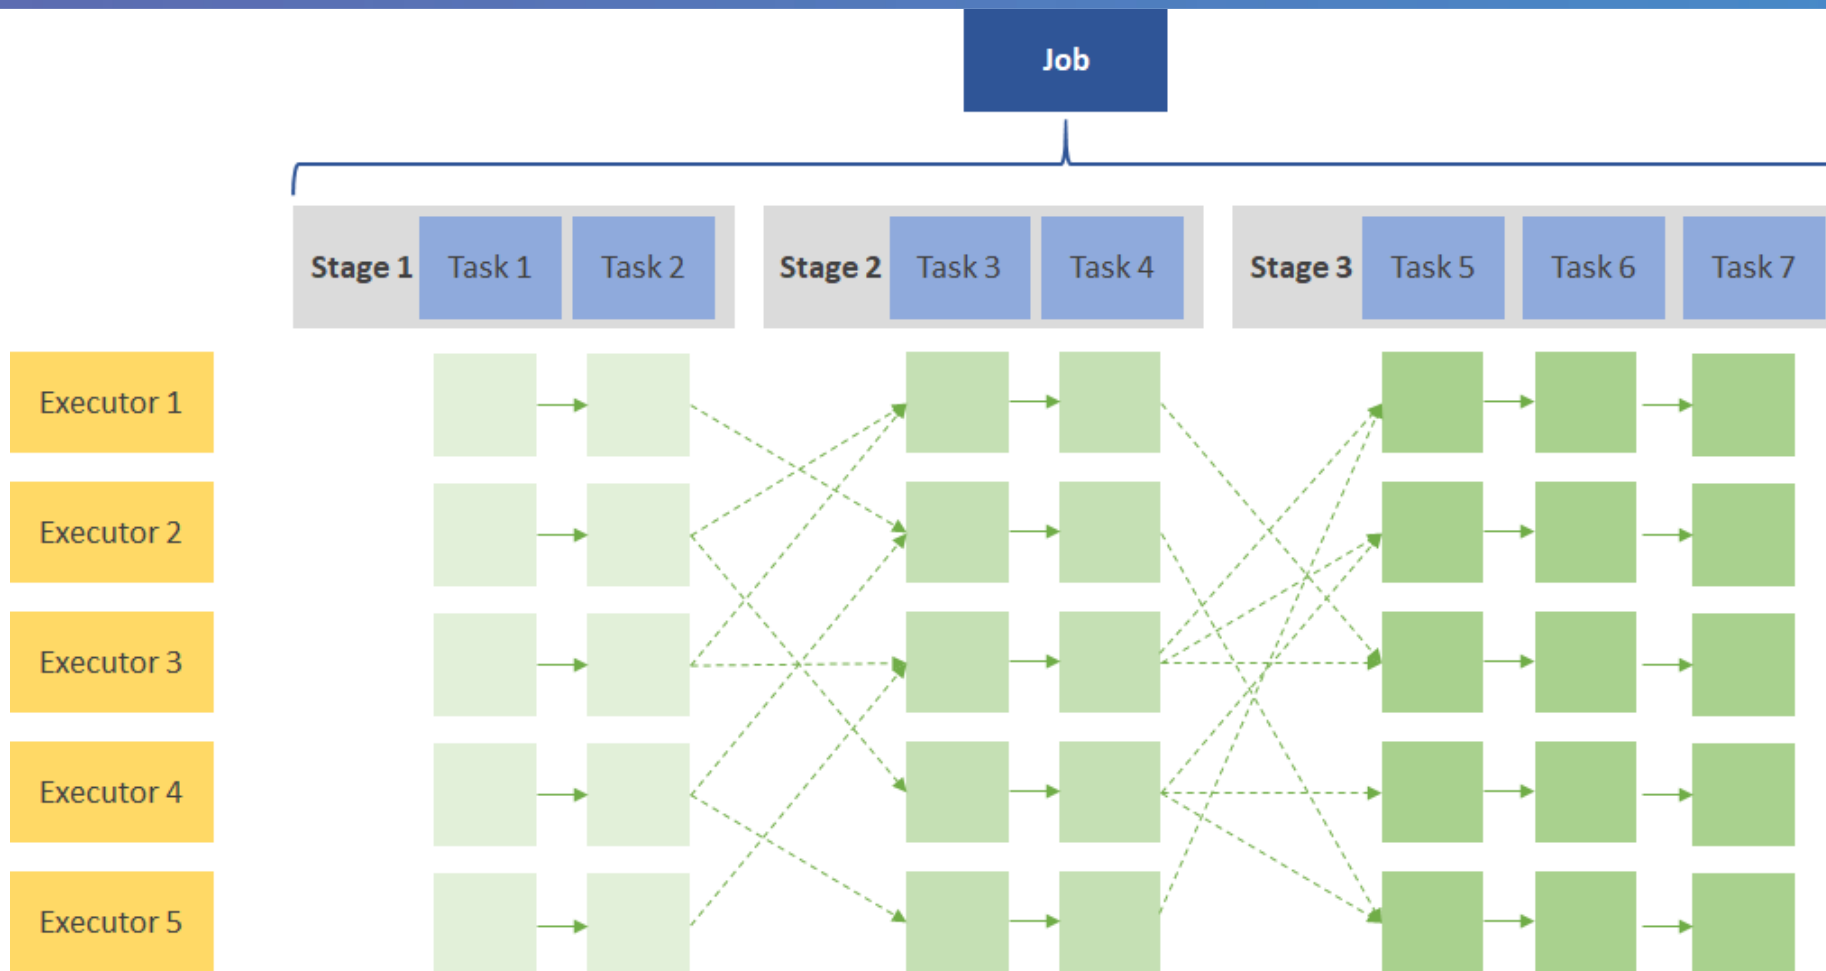 Job
Stage 1 Task 1 Task 2 Stage 2 Task 3 Task 4 Stage 3 Task 5 Task 6 Task 7
Executor 1
Executor 2
Executor 3
Executor 4
Executor 5